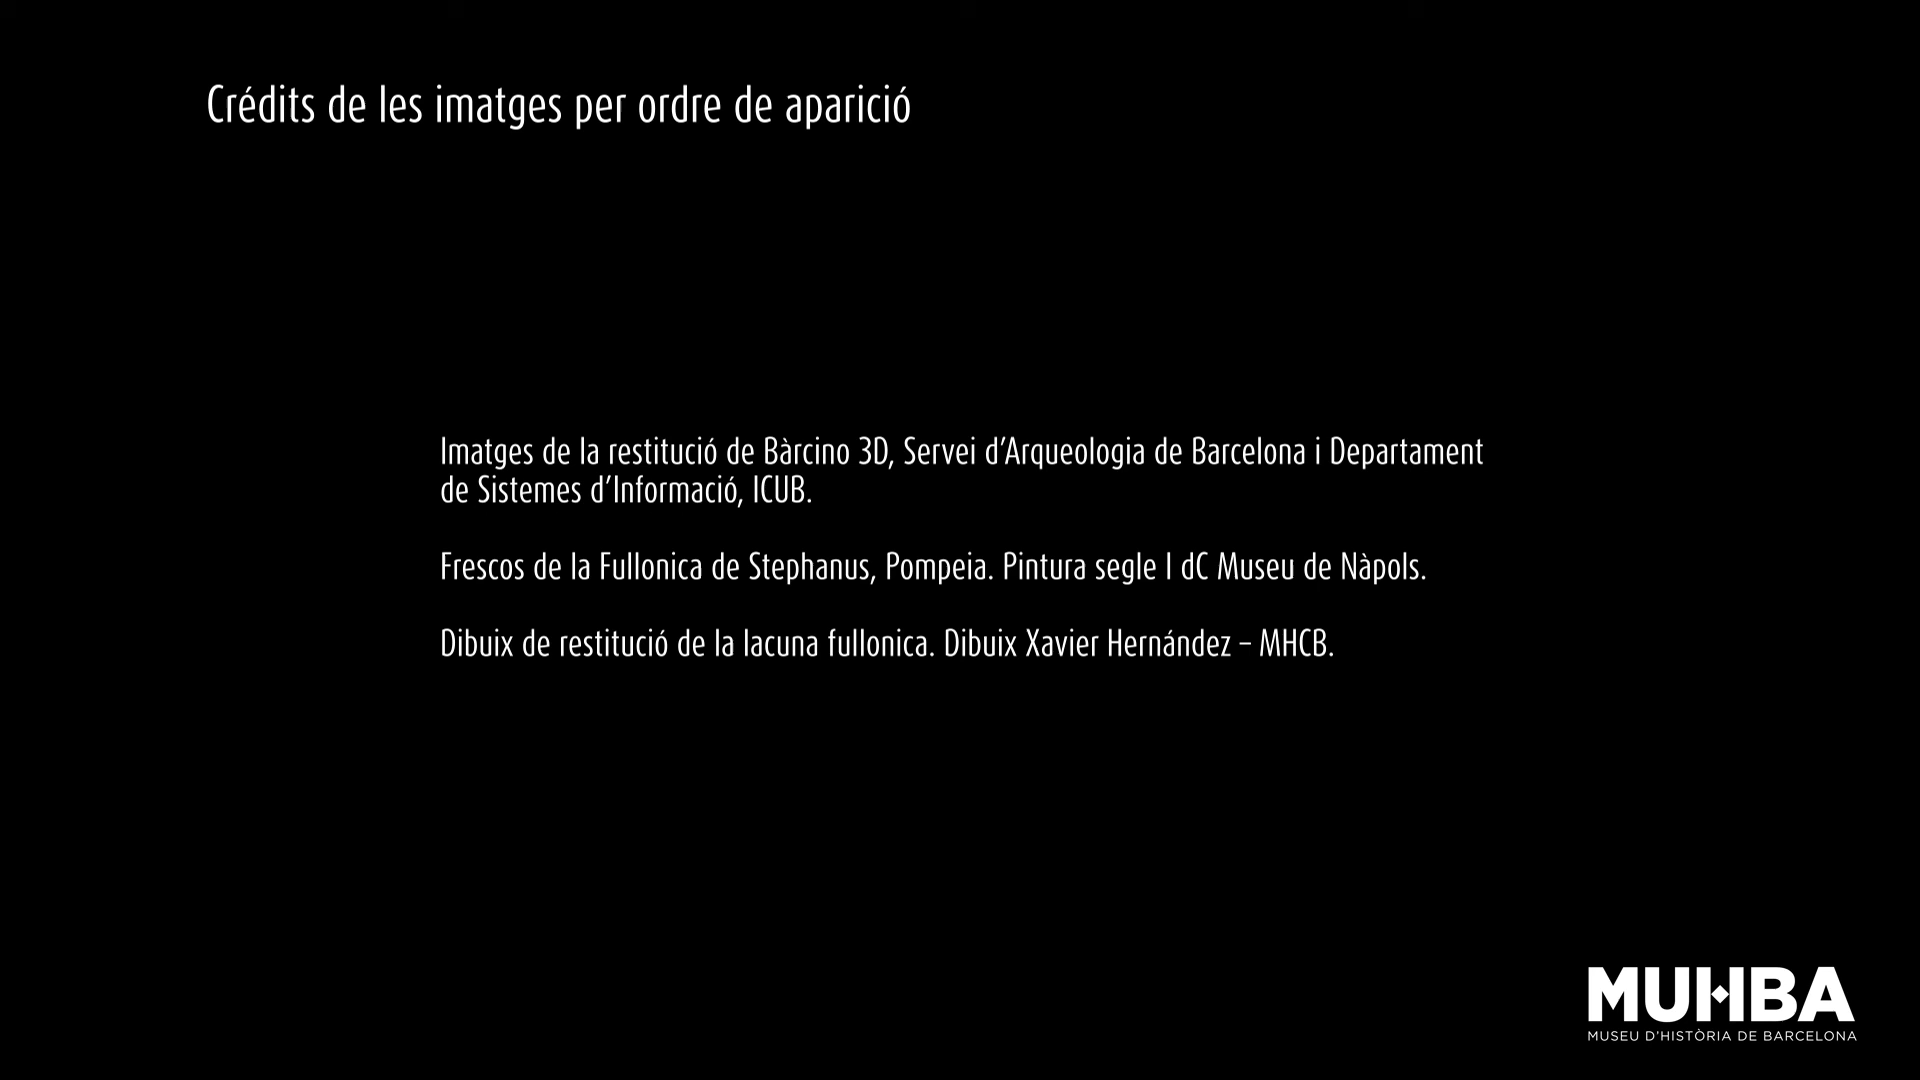 Crédits de les imatges per ordre de aparició
Imatges de la restitució de Bàrcino 3D, Servei d’Arqueologia de Barcelona i Departament
de Sistemes d’Informació, ICUB.
Frescos de la Fullonica de Stephanus, Pompeia. Pintura segle I dC Museu de Nàpols.
Dibuix de restitució de la lacuna fullonica. Dibuix Xavier Hernández – MHCB.
MUHBA
MUSEU D’HISTÒRIA DE BARCELONA